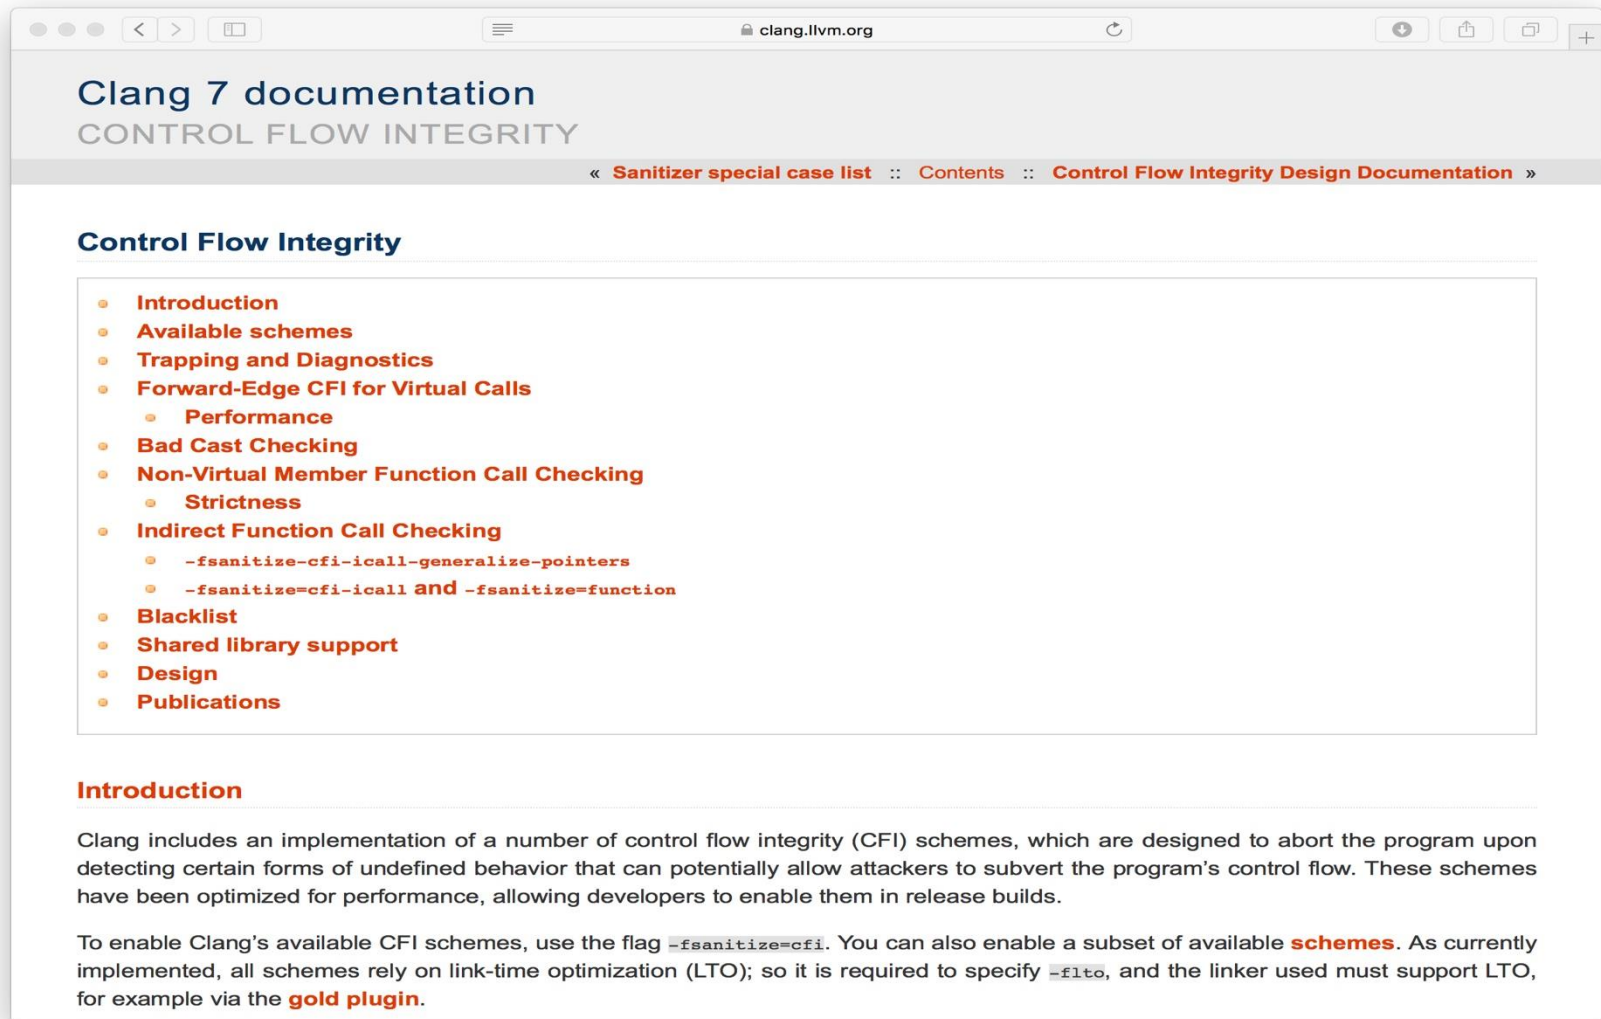 clang.llvm.org
Clang 7 documentation
CONTROL FLOW INTEGRITY
« Sanitizer special case list :: Contents :: Control Flow Integrity Design Documentation »
Control Flow Integrity
Introduction
Available schemes
Trapping and Diagnostics
Forward-Edge CFI for Virtual Calls
Performance
Bad Cast Checking
Non-Virtual Member Function Call Checking
Strictness
Indirect Function Call Checking
-fsanitize-cfi-icall-generalize-pointers
-fsanitize=cfi-icall and -fsanitize=function
Blacklist
Shared library support
Design
Publications
Introduction
Clang includes an implementation of a number of control flow integrity (CFI) schemes, which are designed to abort the program upon
detecting certain forms of undefined behavior that can potentially allow attackers to subvert the program’s control flow. These schemes
have been optimized for performance, allowing developers to enable them in release builds.
To enable Clang’s available CFI schemes, use the flag -fsanitize=cfi. You can also enable a subset of available schemes. As currently
implemented, all schemes rely on link-time optimization (LTO); so it is required to specify -flto, and the linker used must support LTO,
for example via the gold plugin.